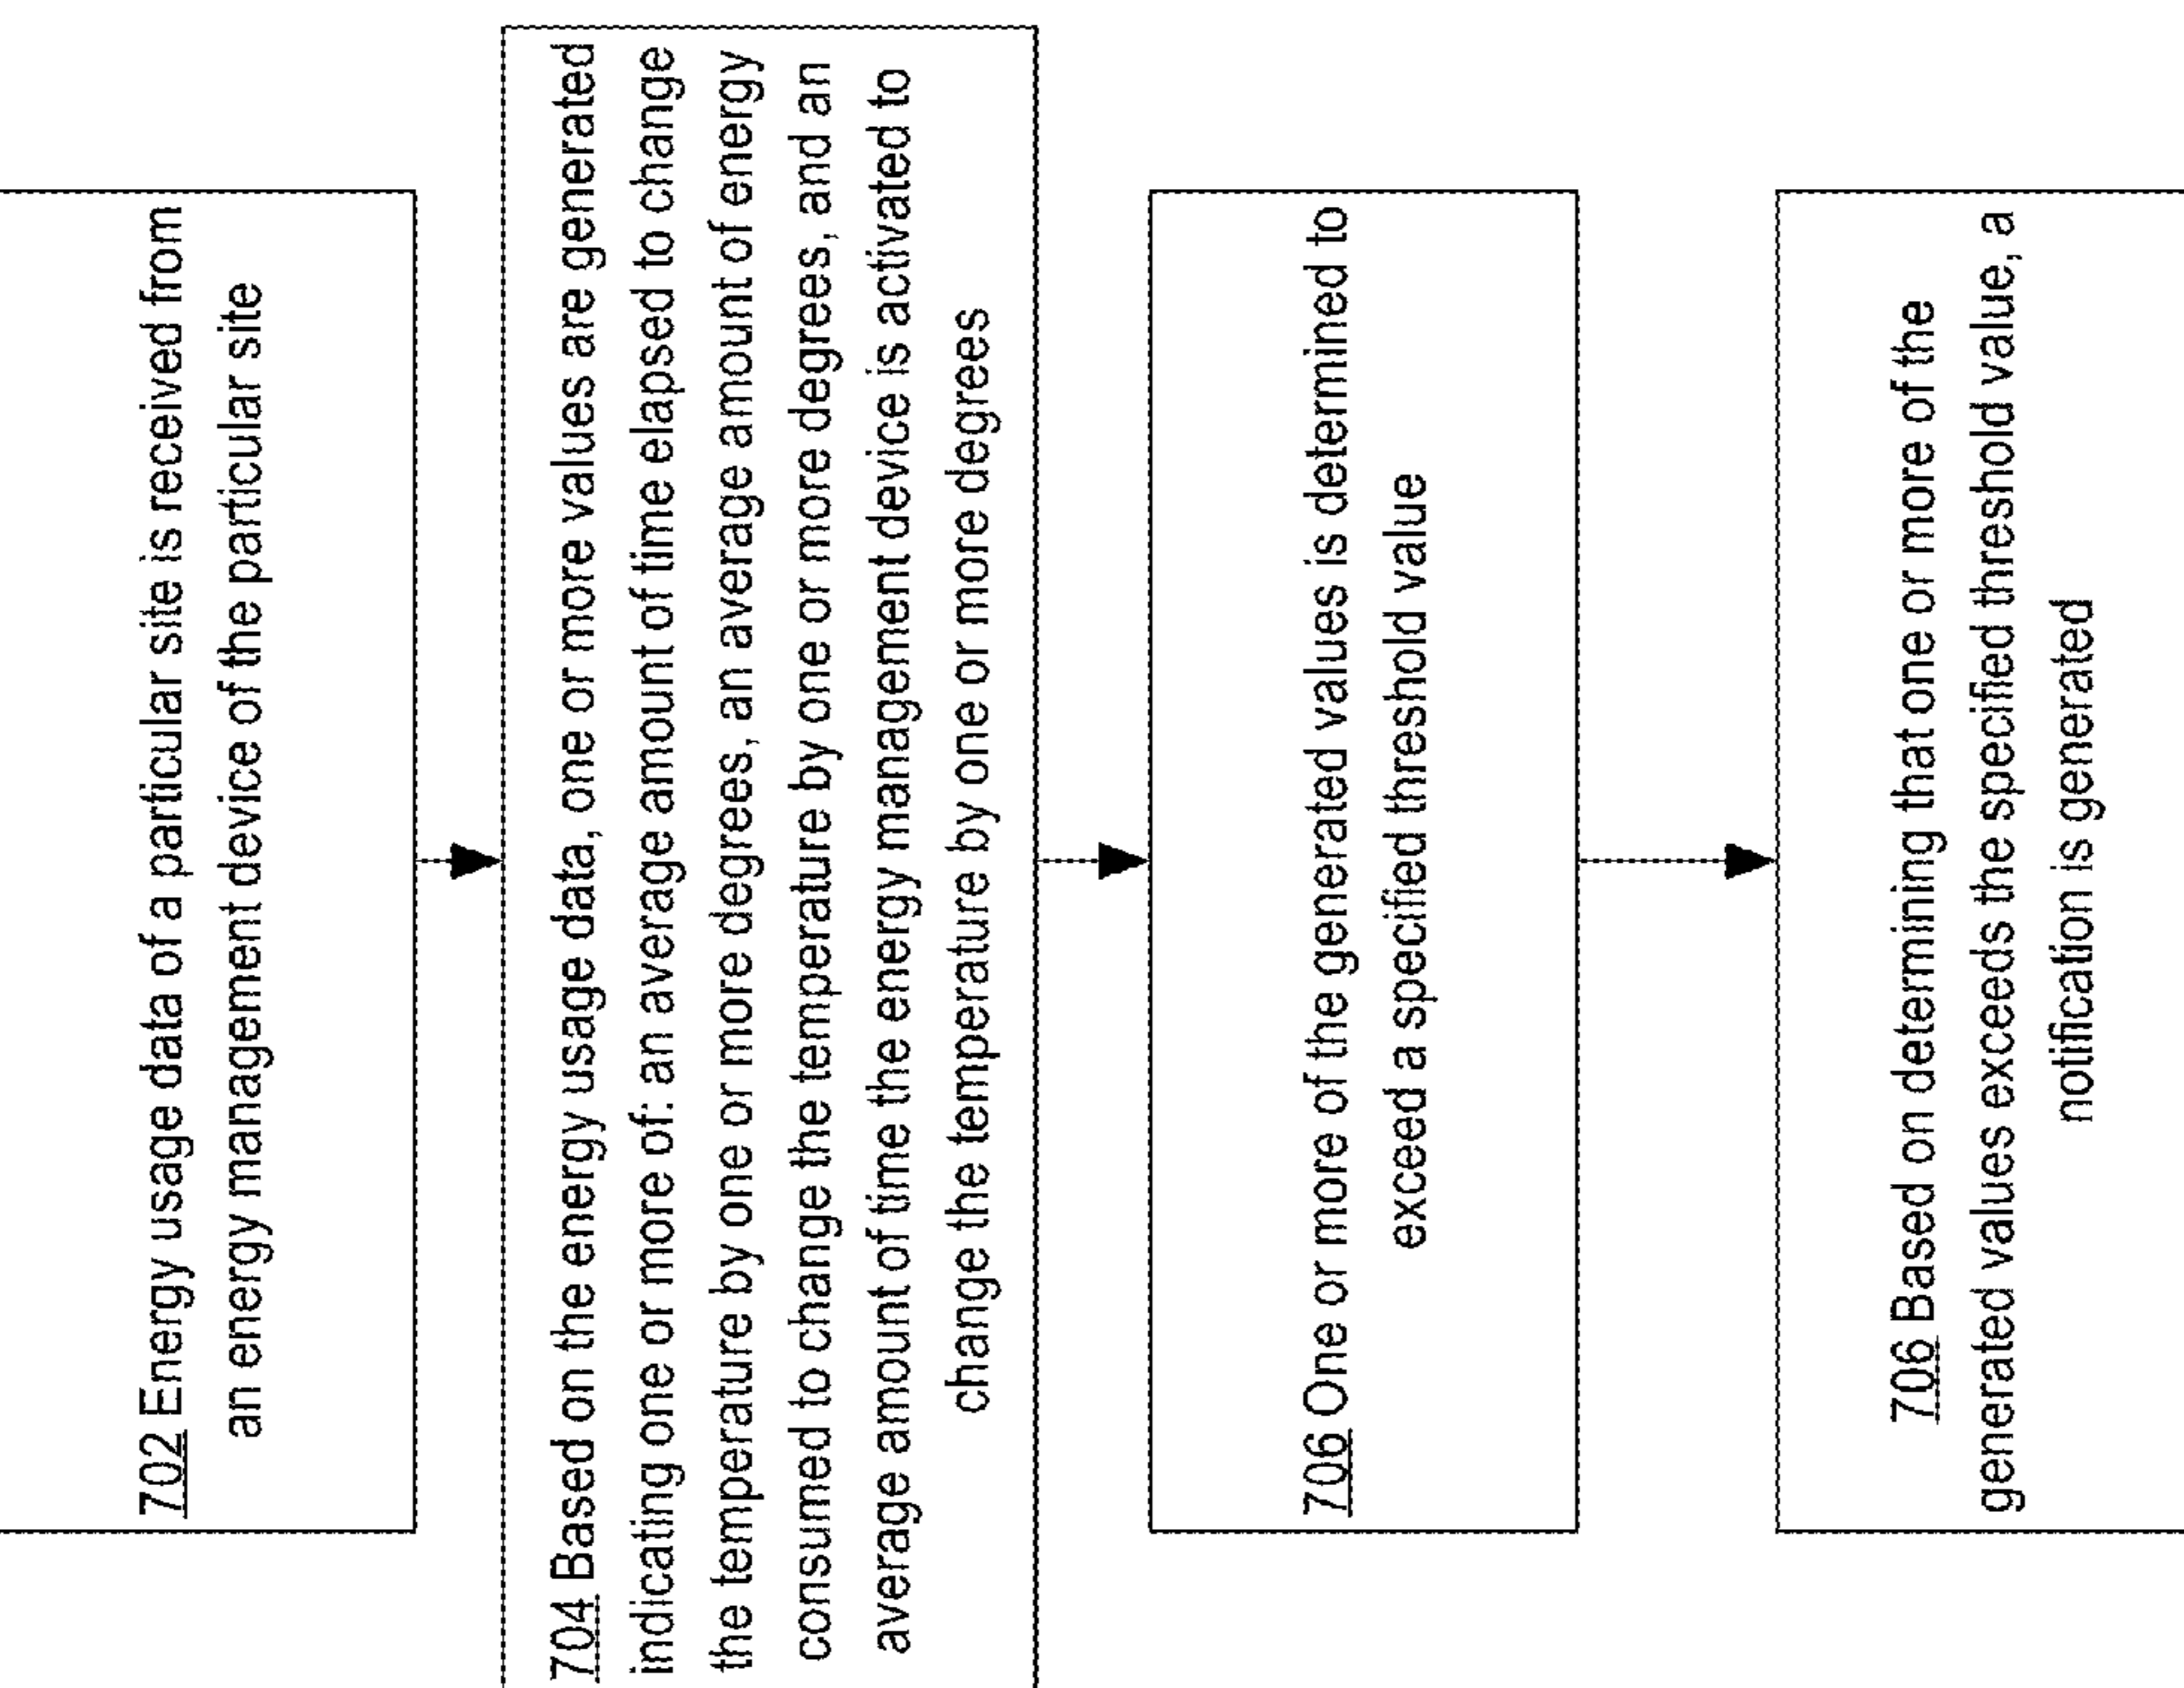 702 Energy usage data of a particular site is received from
an energy management device of the particular site
704 Based on the energy usage data, one or more values are generated
indicating one or more of: an average amount of time elapsed to change
the temperature by one or more degrees, an average amount of energy
consumed to change the temperature by one or more degrees, and an
average amount of time the energy management device is activated to
change the temperature by one or more degrees
706 One or more of the generated values is determined to
exceed a specified threshold value
706 Based on determining that one or more of the
generated values exceeds the specified threshold value, a
notification is generated